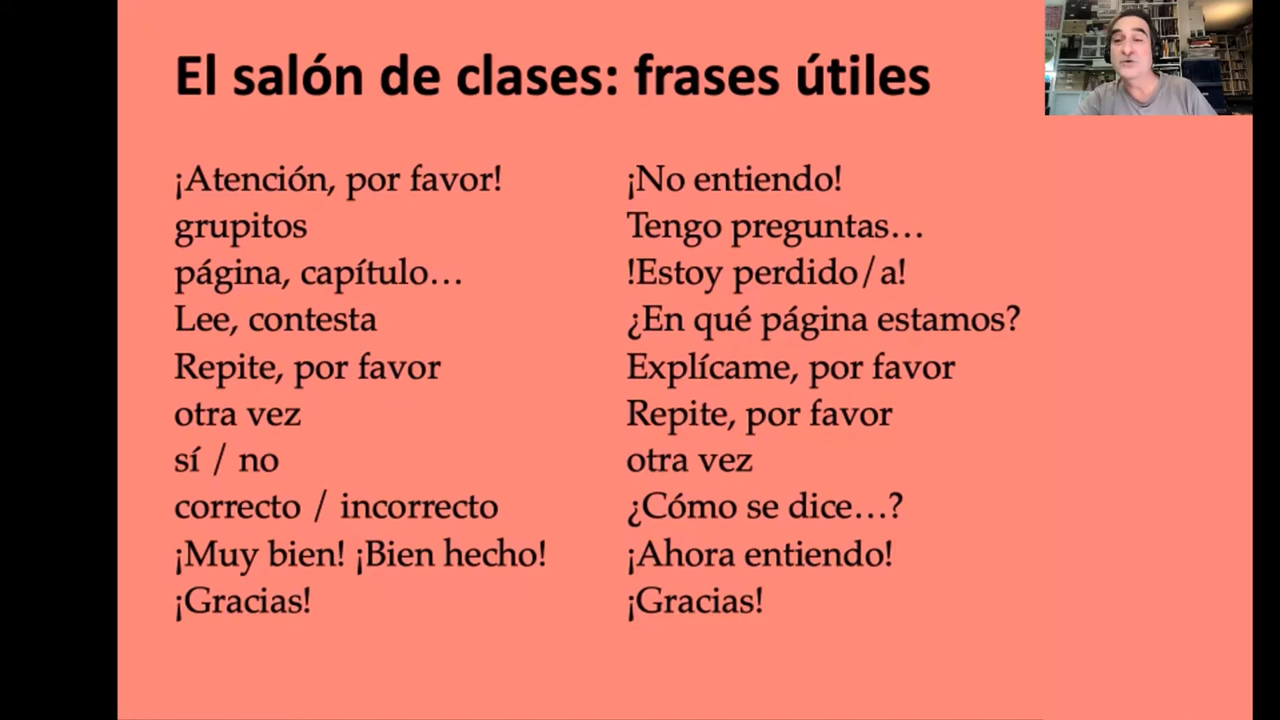 El salón de clases: frases útiles
¡Atención, por favor!
grupitos
página, capítulo…
Lee, contesta
Repite, por favor
otra vez
sí / no
correcto / incorrecto
¡Muy bien! ¡Bien hecho!
¡Gracias!
¡No entiendo!
Tengo preguntas…
!Estoy perdido/a!
¿En qué página estamos?
Explícame, por favor
Repite, por favor
otra vez
¿Cómo se dice…?
¡Ahora entiendo!
¡Gracias!